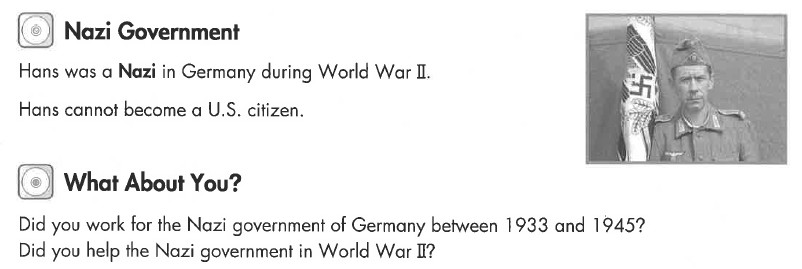 Nazi Government
Hans was a Nazi in Germany during World War II.
Hans cannot become a U.S. citizen.
What About You?
Did you work for the Nazi government of Germany between 1933 and 1945?
Did you help the Nazi government in World War II?